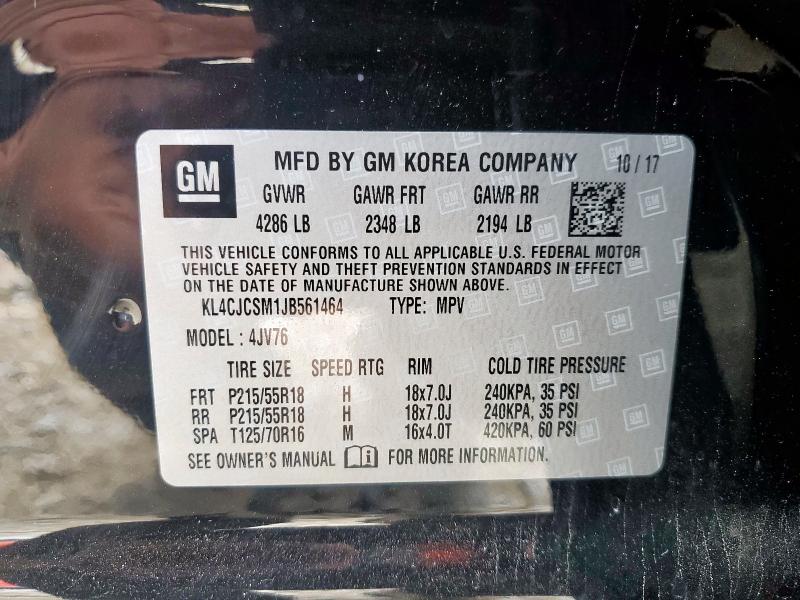 GM MFD BY GM KOREA COMPANY 10/17
GVWR GAWR FRT GAWR RR
4286 LB 2348 LB 2194 LB
THIS VEHICLE CONFORMS TO ALL APPLICABLE U.S. FEDERAL MOTOR
VEHICLE SAFETY AND THEFT PREVENTION STANDARDS IN EFFECT
ON THE DATE OF MANUFACTURE SHOWN ABOVE.
KL4CJCSM1JB561464 TYPE: MPV
MODEL : 4JV76
TIRE SIZE SPEED RTG RIM COLD TIRE PRESSURE
FRT P215/55R18 H 18x7.0J 240KPA, 35 PSI
RR P215/55R18 H 18x7.0J 240KPA, 35 PSI
SPA T125/70R16 M 16x4.0T 420KPA, 60 PSI
SEE OWNER'S MANUAL i FOR MORE INFORMATION.